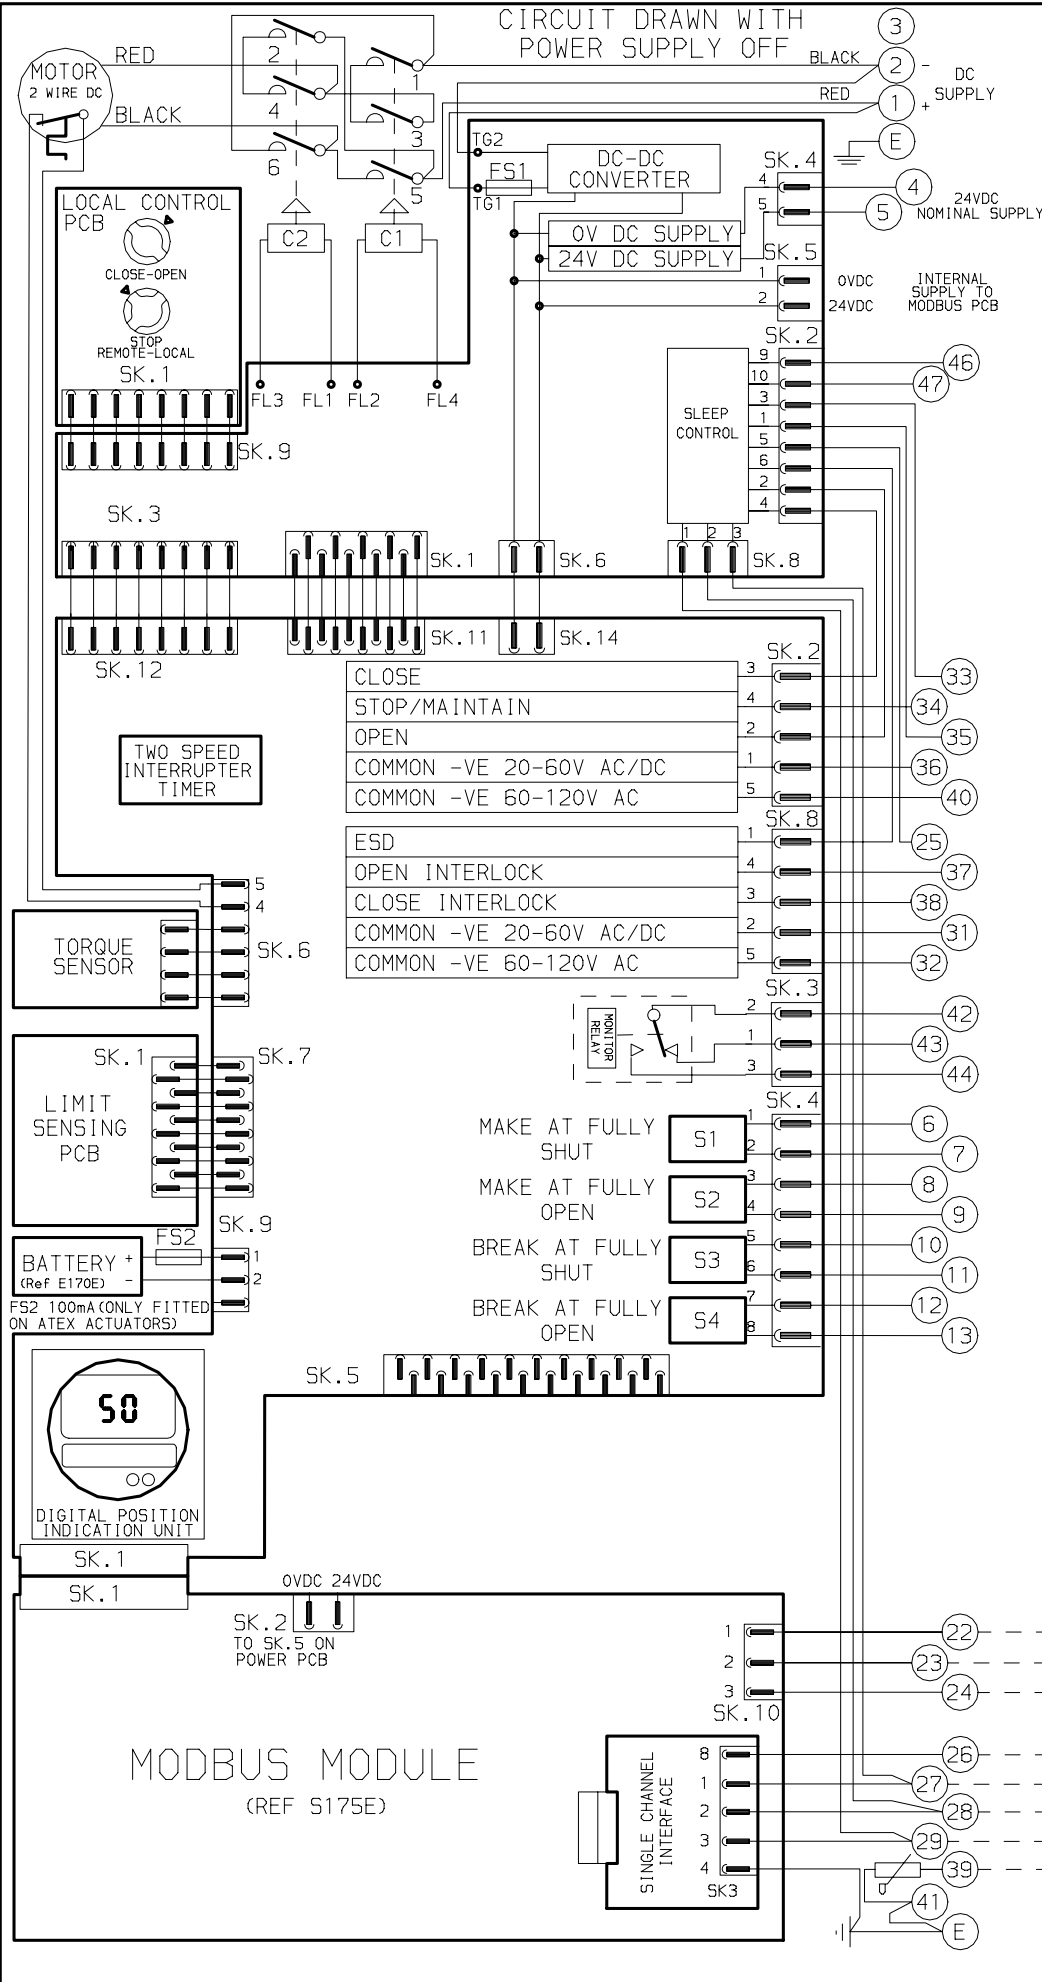 CIRCUIT DRAWN WITH
POWER SUPPLY OFF
MOTOR
2 WIRE DC
RED
BLACK
2
4
6
1
3
5
C2
C1
FL3
FL1
FL2
FL4
BLACK
RED
3
2 -
1 +
E
DC
SUPPLY
TG2
TG1
FS1
DC-DC
CONVERTER
0V DC SUPPLY
24V DC SUPPLY
SK.4
4
5
4
5
24VDC
NOMINAL SUPPLY
SK.5
1
2
0VDC
24VDC
INTERNAL
SUPPLY TO
MODBUS PCB
LOCAL CONTROL
PCB
CLOSE-OPEN
STOP
REMOTE-LOCAL
SK.1
SK.9
SK.3
SK.2
SLEEP
CONTROL
9
10
3
1
5
6
2
4
46
47
1 2 3
SK.1
SK.6
SK.8
SK.12
SK.11
SK.14
TWO SPEED
INTERRUPTER
TIMER
SK.2
CLOSE 3
STOP/MAINTAIN 4
OPEN 2
COMMON -VE 20-60V AC/DC 1
COMMON -VE 60-120V AC 5
33
34
35
36
40
SK.8
ESD 1
OPEN INTERLOCK 4
CLOSE INTERLOCK 3
COMMON -VE 20-60V AC/DC 2
COMMON -VE 60-120V AC 5
25
37
38
31
32
5
4
SK.6
TORQUE
SENSOR
SK.3
MONITOR
RELAY
2
1
3
42
43
44
SK.1
SK.7
LIMIT
SENSING
PCB
SK.4
MAKE AT FULLY
SHUT
S1
1
2
6
7
MAKE AT FULLY
OPEN
S2
3
4
8
9
BREAK AT FULLY
SHUT
S3
5
6
10
11
BREAK AT FULLY
OPEN
S4
7
8
12
13
SK.9
FS2
BATTERY + -
(Ref E170E)
1
2
FS2 100mA(ONLY FITTED
ON ATEX ACTUATORS)
SK.5
50
DIGITAL POSITION
INDICATION UNIT
SK.1
SK.1
0VDC 24VDC
SK.2
TO SK.5 ON
POWER PCB
1
2
3
SK.10
22
23
24
MODBUS MODULE
(REF S175E)
SINGLE CHANNEL
INTERFACE
8
1
2
3
4
SK3
26
27
28
29
39
41
E